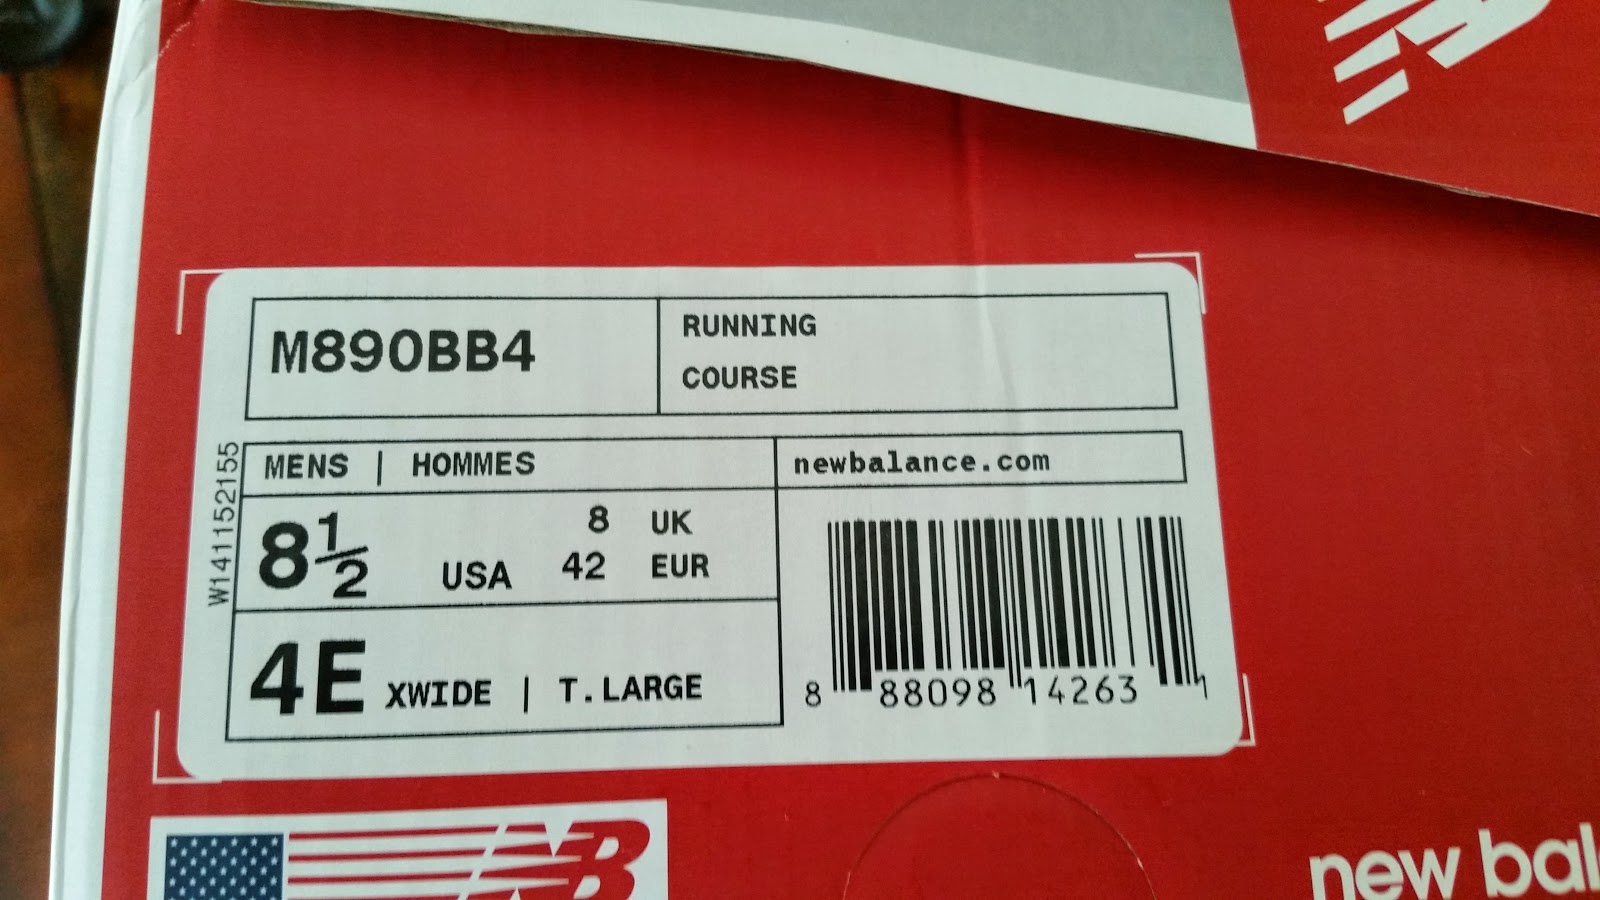 M890BB4
RUNNING
COURSE
W141152155
MENS | HOMMES
newbalance.com
8½ USA
8 UK
42 EUR
4E XWIDE | T.LARGE
8 88098 14263 1
NB
new bal